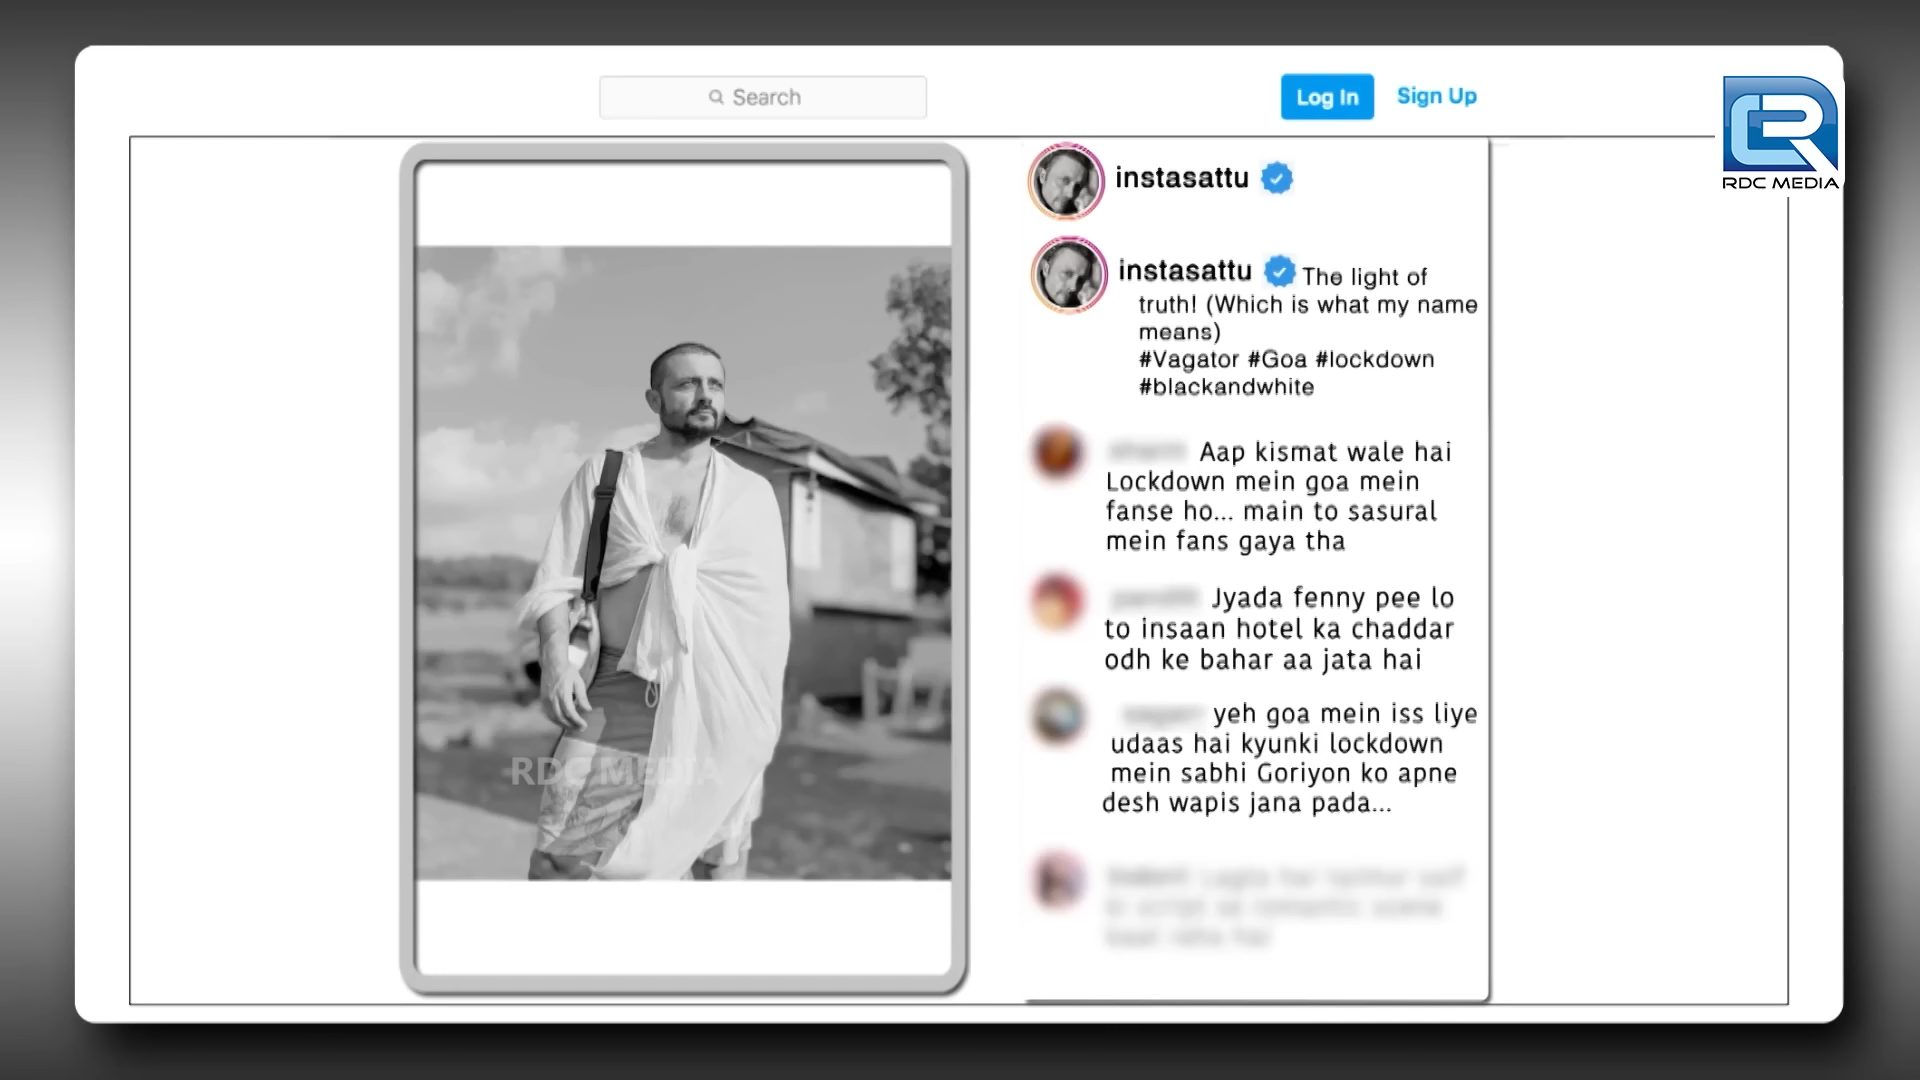 Search
Log In
Sign Up
RDC MEDIA
instasattu
instasattu The light of
truth! (Which is what my name
means)
#Vagator #Goa #lockdown
#blackandwhite
Aap kismat wale hai
Lockdown mein goa mein
fanse ho... main to sasural
mein fans gaya tha
Jyada fenny pee lo
to insaan hotel ka chaddar
odh ke bahar aa jata hai
yeh goa mein iss liye
udaas hai kyunki lockdown
mein sabhi Goriyon ko apne
desh wapis jana pada...
RDC MEDIA